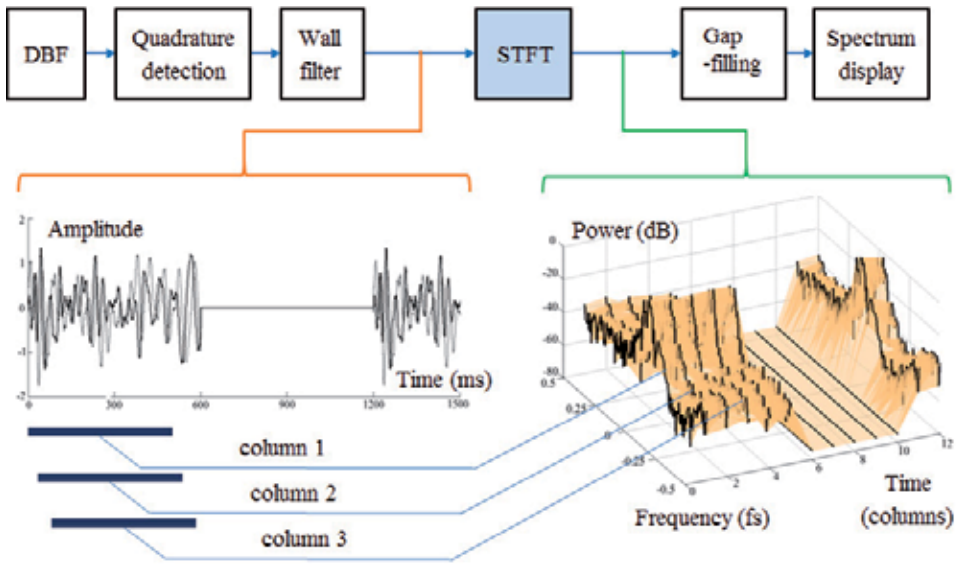 DBF
Quadrature
detection
Wall
filter
STFT
Gap
-filling
Spectrum
display
Amplitude
2
1
0
-1
-2
Time (ms)
0 300 600 900 1200 1500
column 1
column 2
column 3
Power (dB)
0
-20
-40
-60
-80
0.5
0.25
0
-0.25
-0.5
0 2 4 6 8 10 12
Frequency (fs)
Time
(columns)